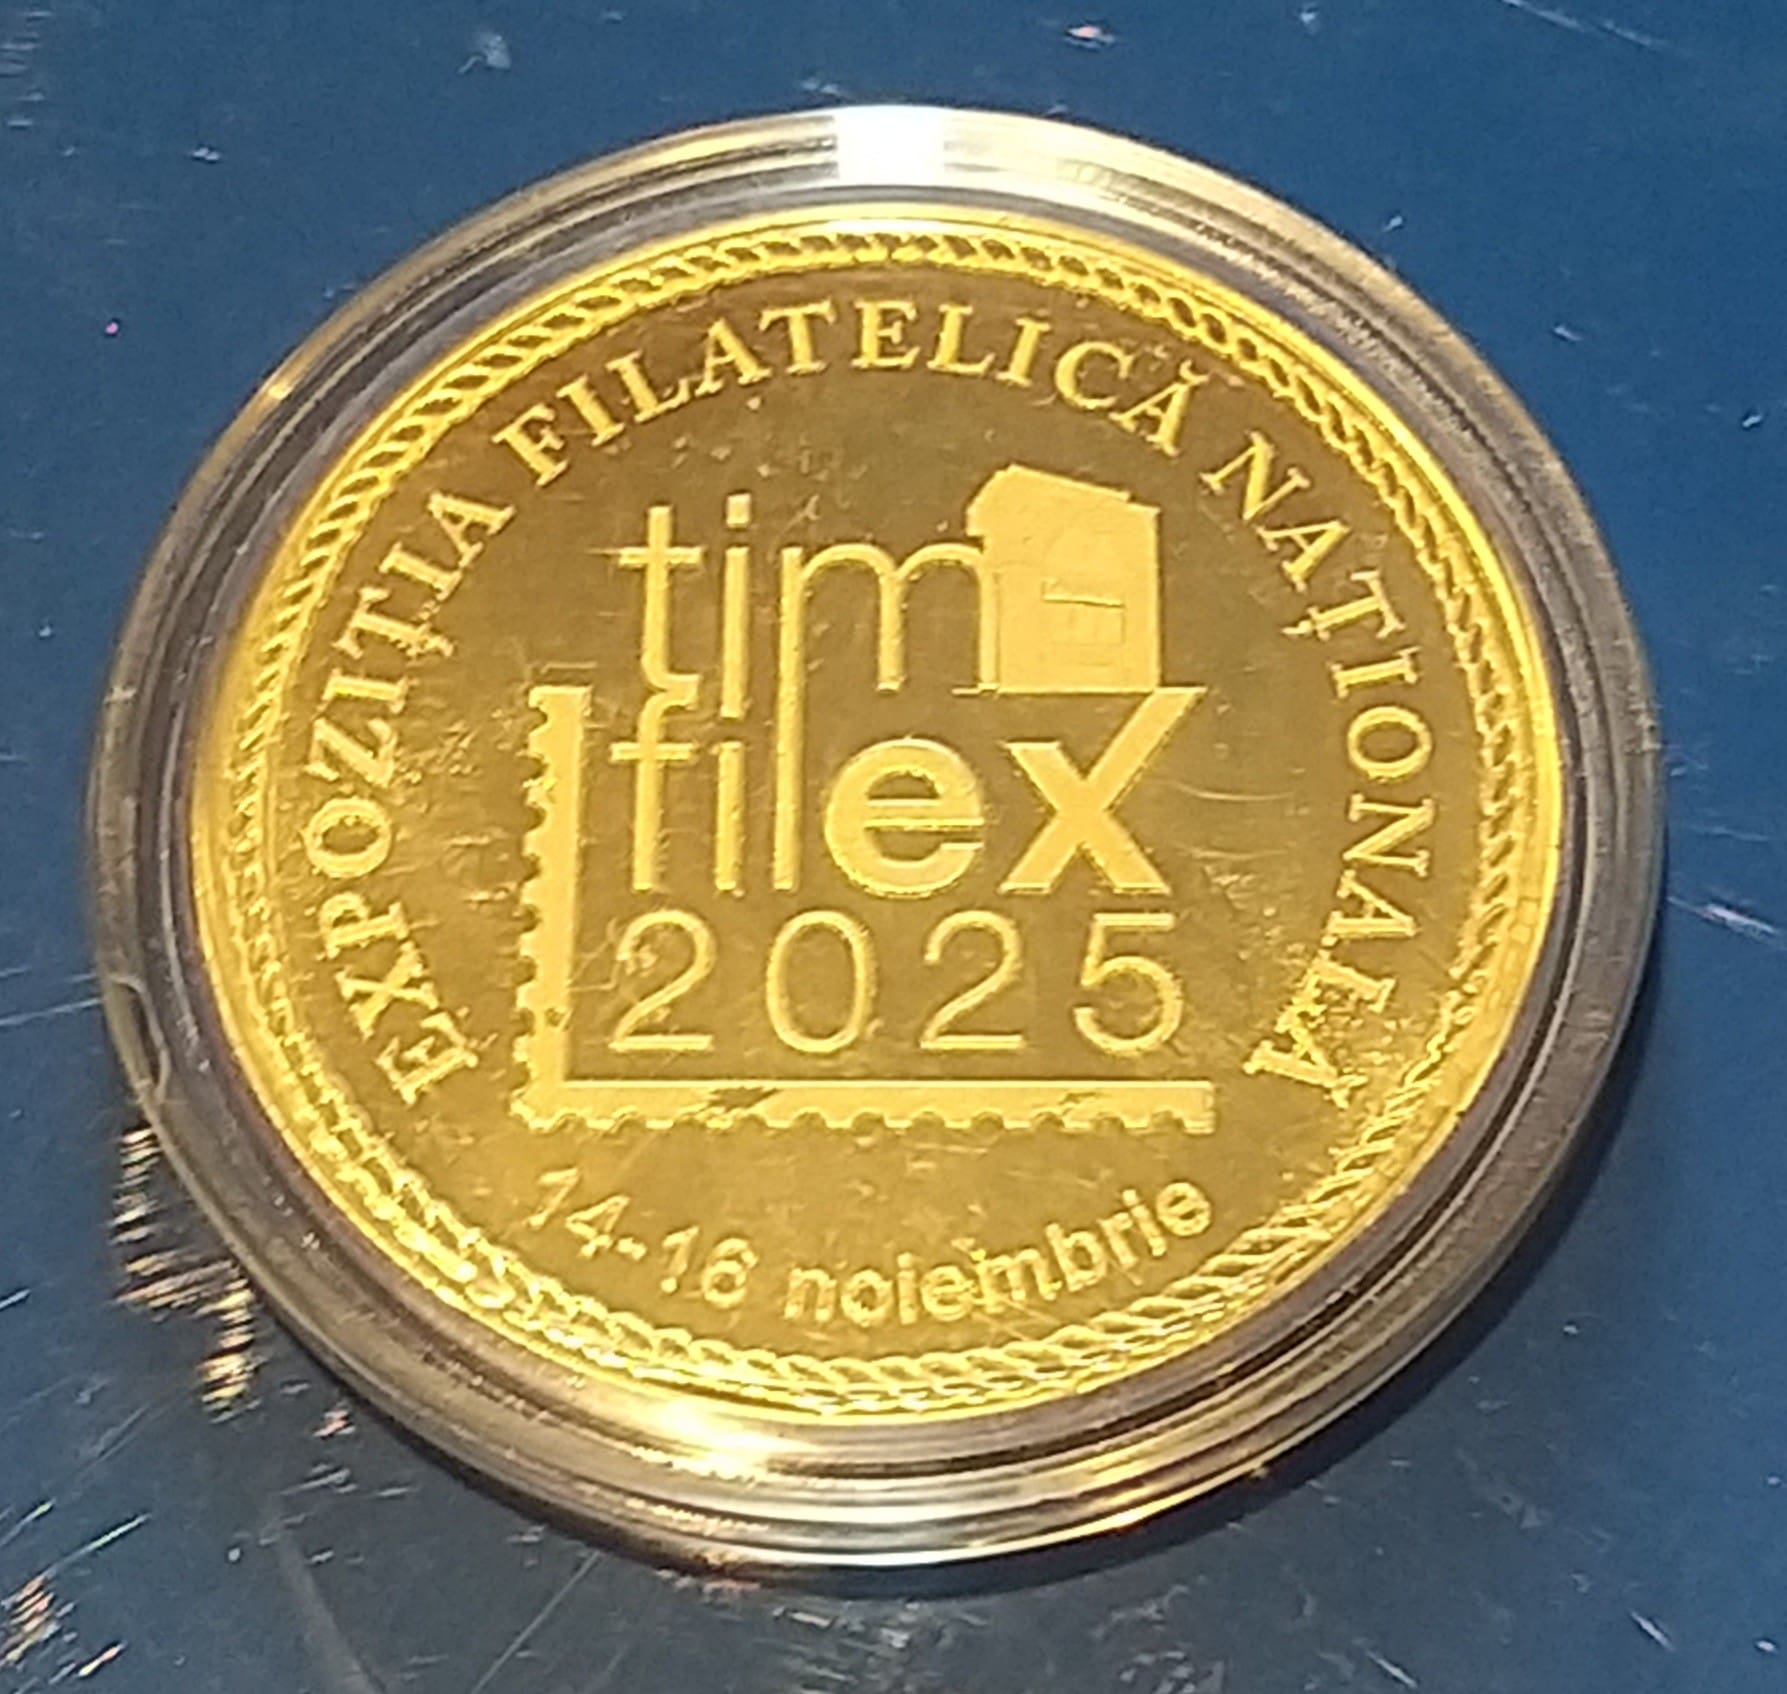 EXPOZIȚIA FILATELICĂ NAȚIONALĂ
tim
filex
2025
14-16 noiembrie